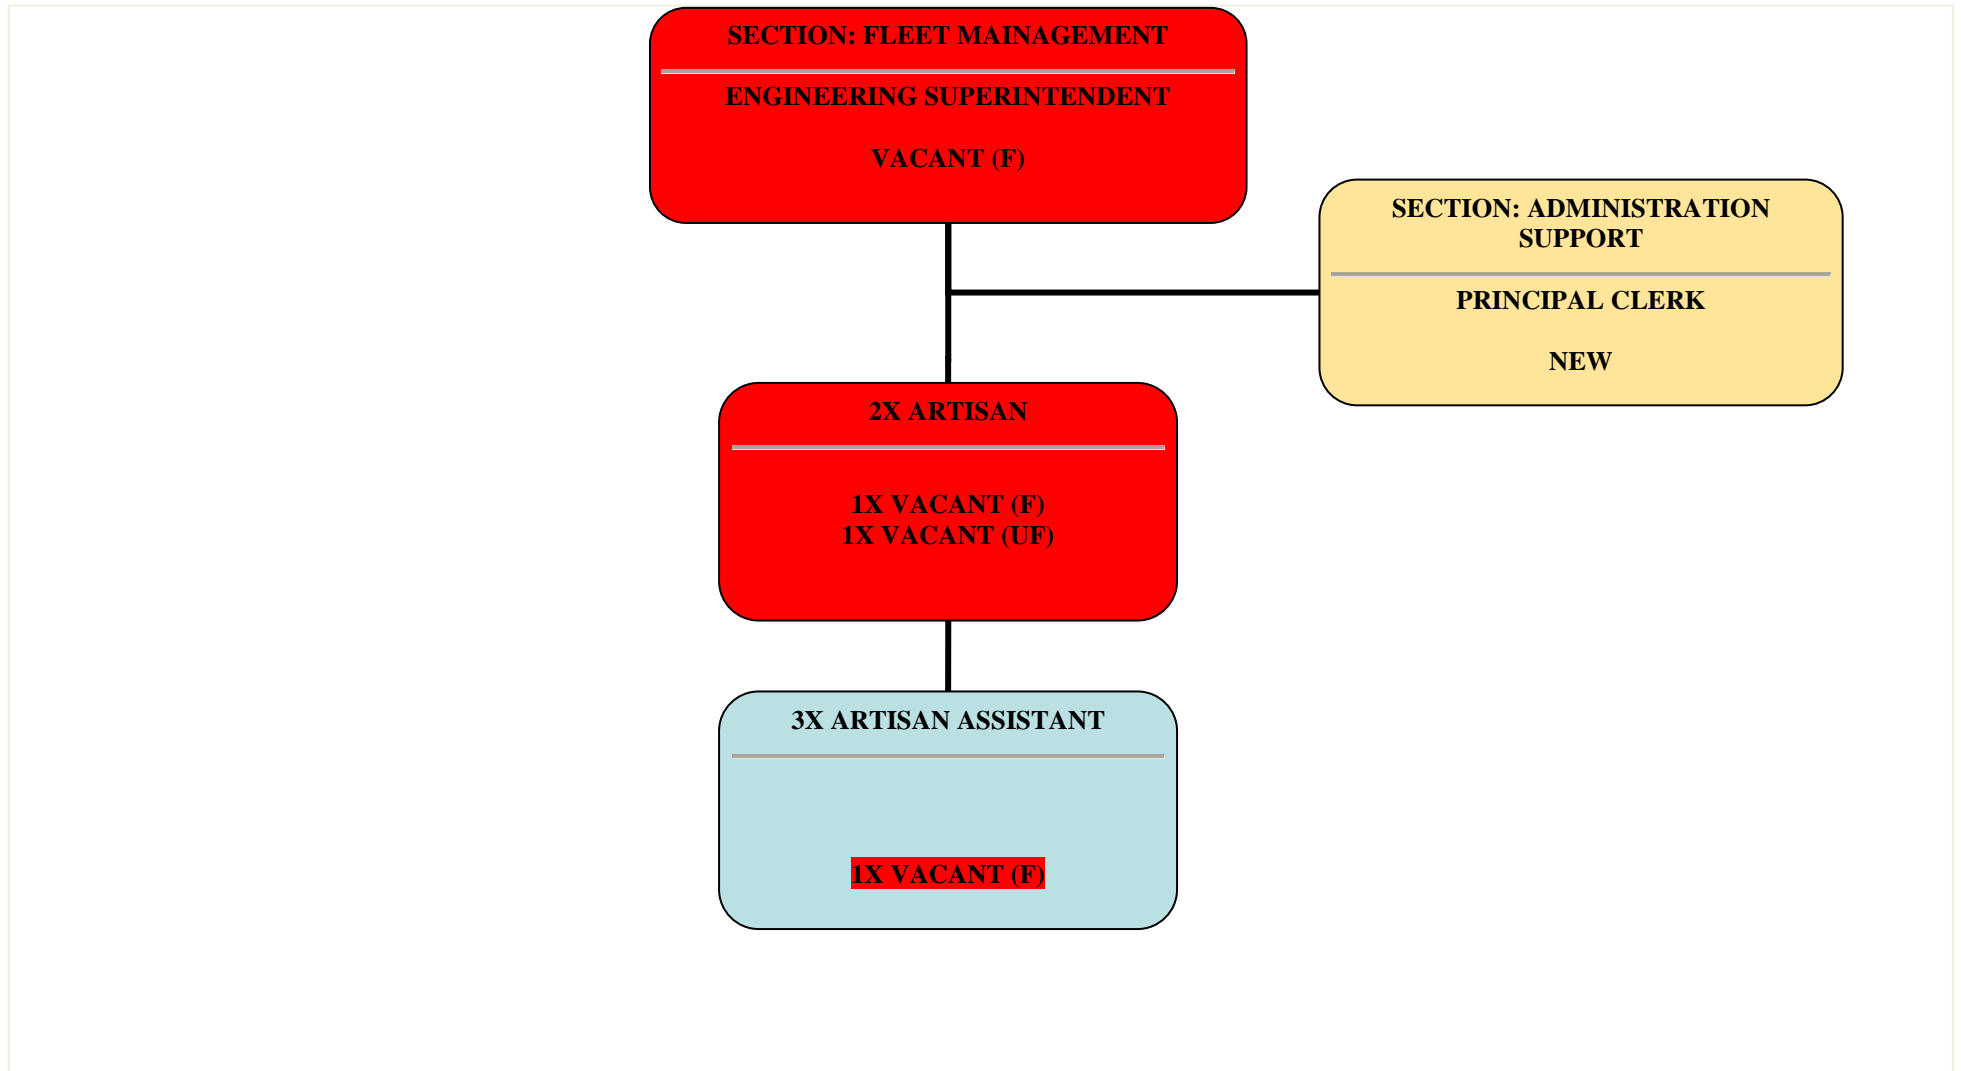 SECTION: FLEET MAINAGEMENT
ENGINEERING SUPERINTENDENT
VACANT (F)
SECTION: ADMINISTRATION
SUPPORT
PRINCIPAL CLERK
NEW
2X ARTISAN
1X VACANT (F)
1X VACANT (UF)
3X ARTISAN ASSISTANT
1X VACANT (F)